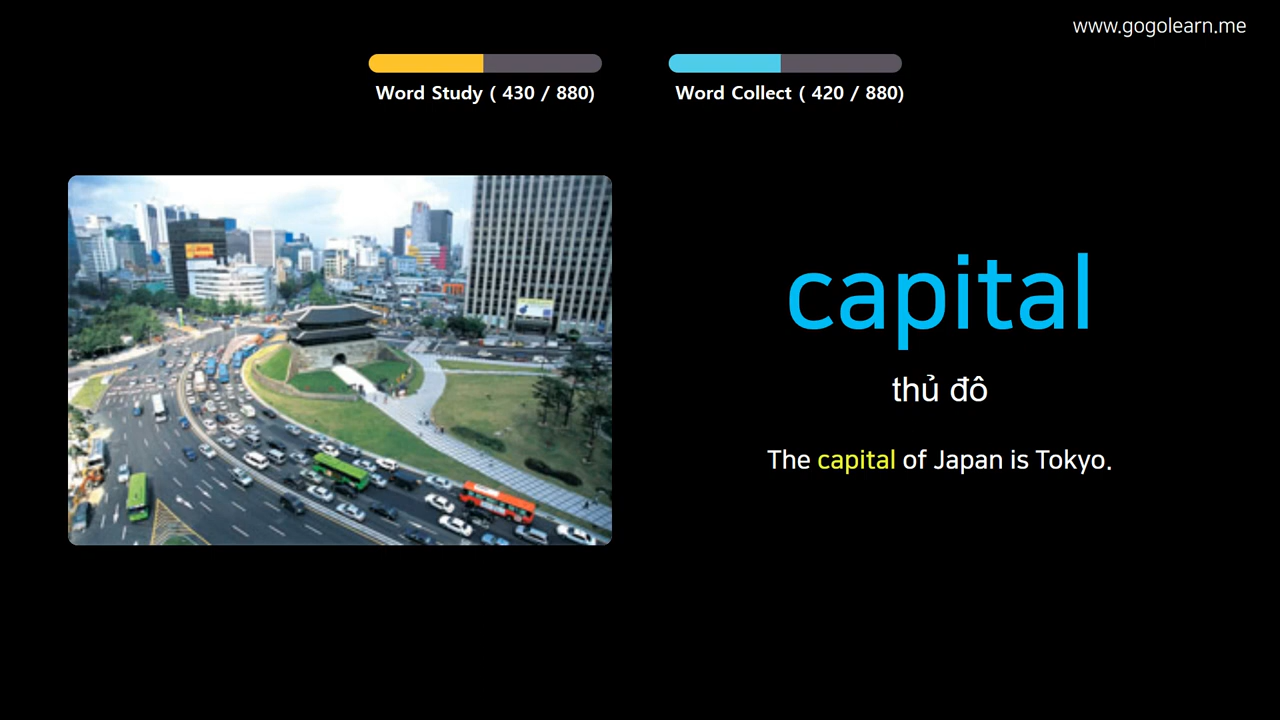 www.gogolearn.me
Word Study ( 430 / 880)
Word Collect ( 420 / 880)
capital
thủ đô
The capital of Japan is Tokyo.